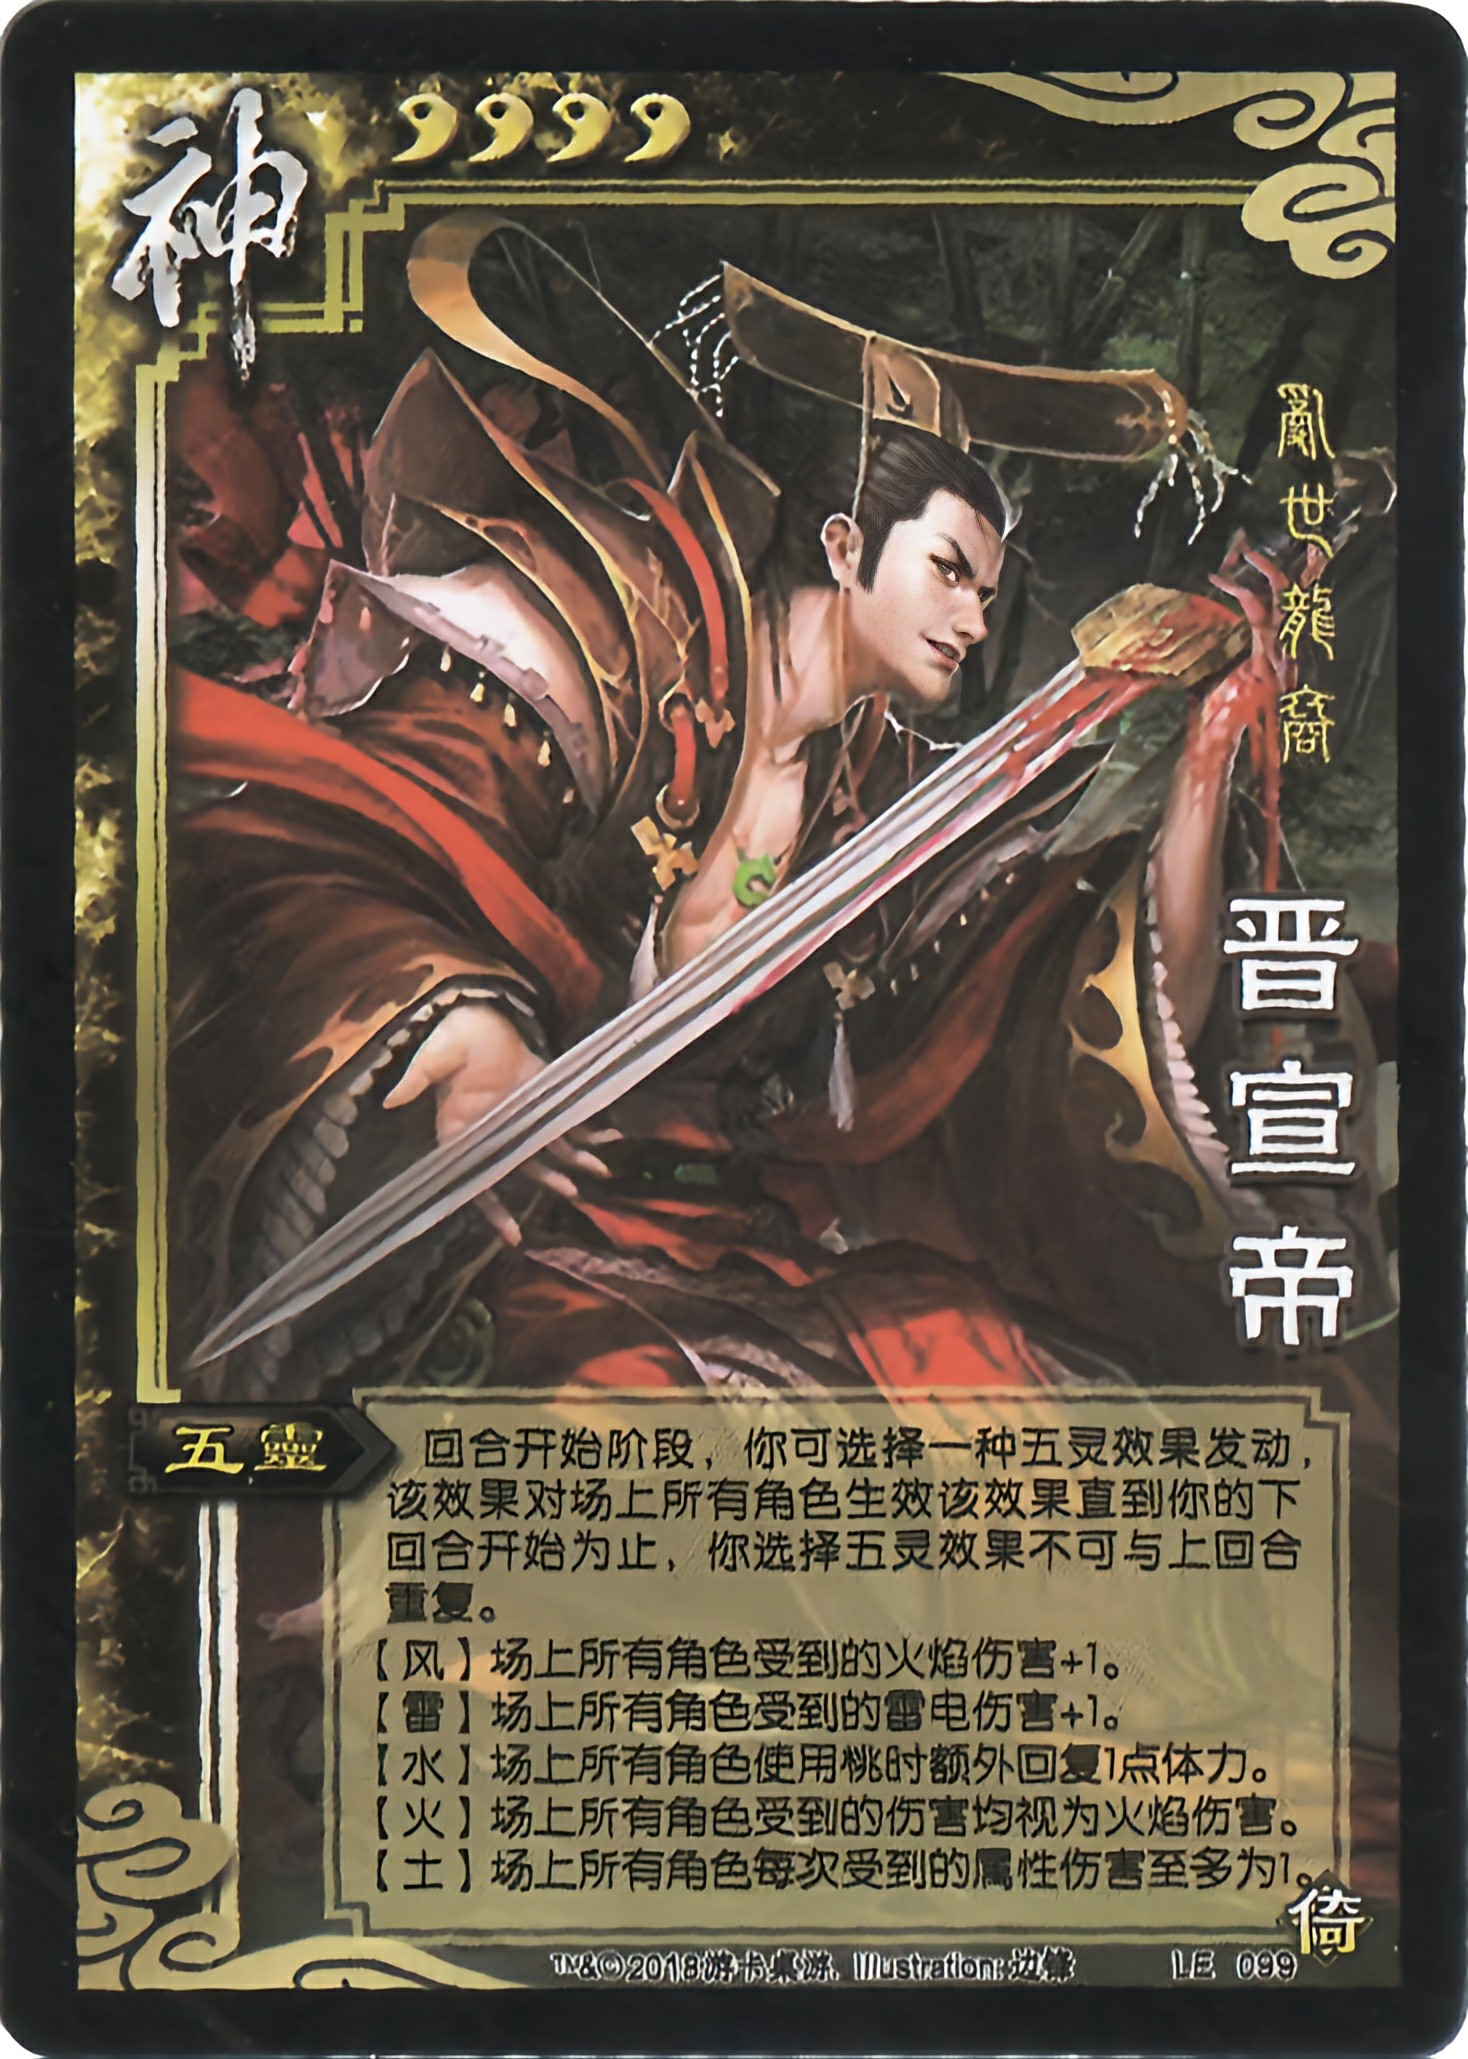 神
亂世龍裔
晋宣帝
五靈
回合开始阶段，你可选择一种五灵效果发动，
该效果对场上所有角色生效该效果直到你的下
回合开始为止，你选择五灵效果不可与上回合
重复。
【风】场上所有角色受到的火焰伤害+1。
【雷】场上所有角色受到的雷电伤害+1。
【水】场上所有角色使用桃时额外回复1点体力。
【火】场上所有角色受到的伤害均视为火焰伤害。
【土】场上所有角色每次受到的属性伤害至多为1。
倚
™&©2018游卡桌游. Illustration:边锋 LE 099